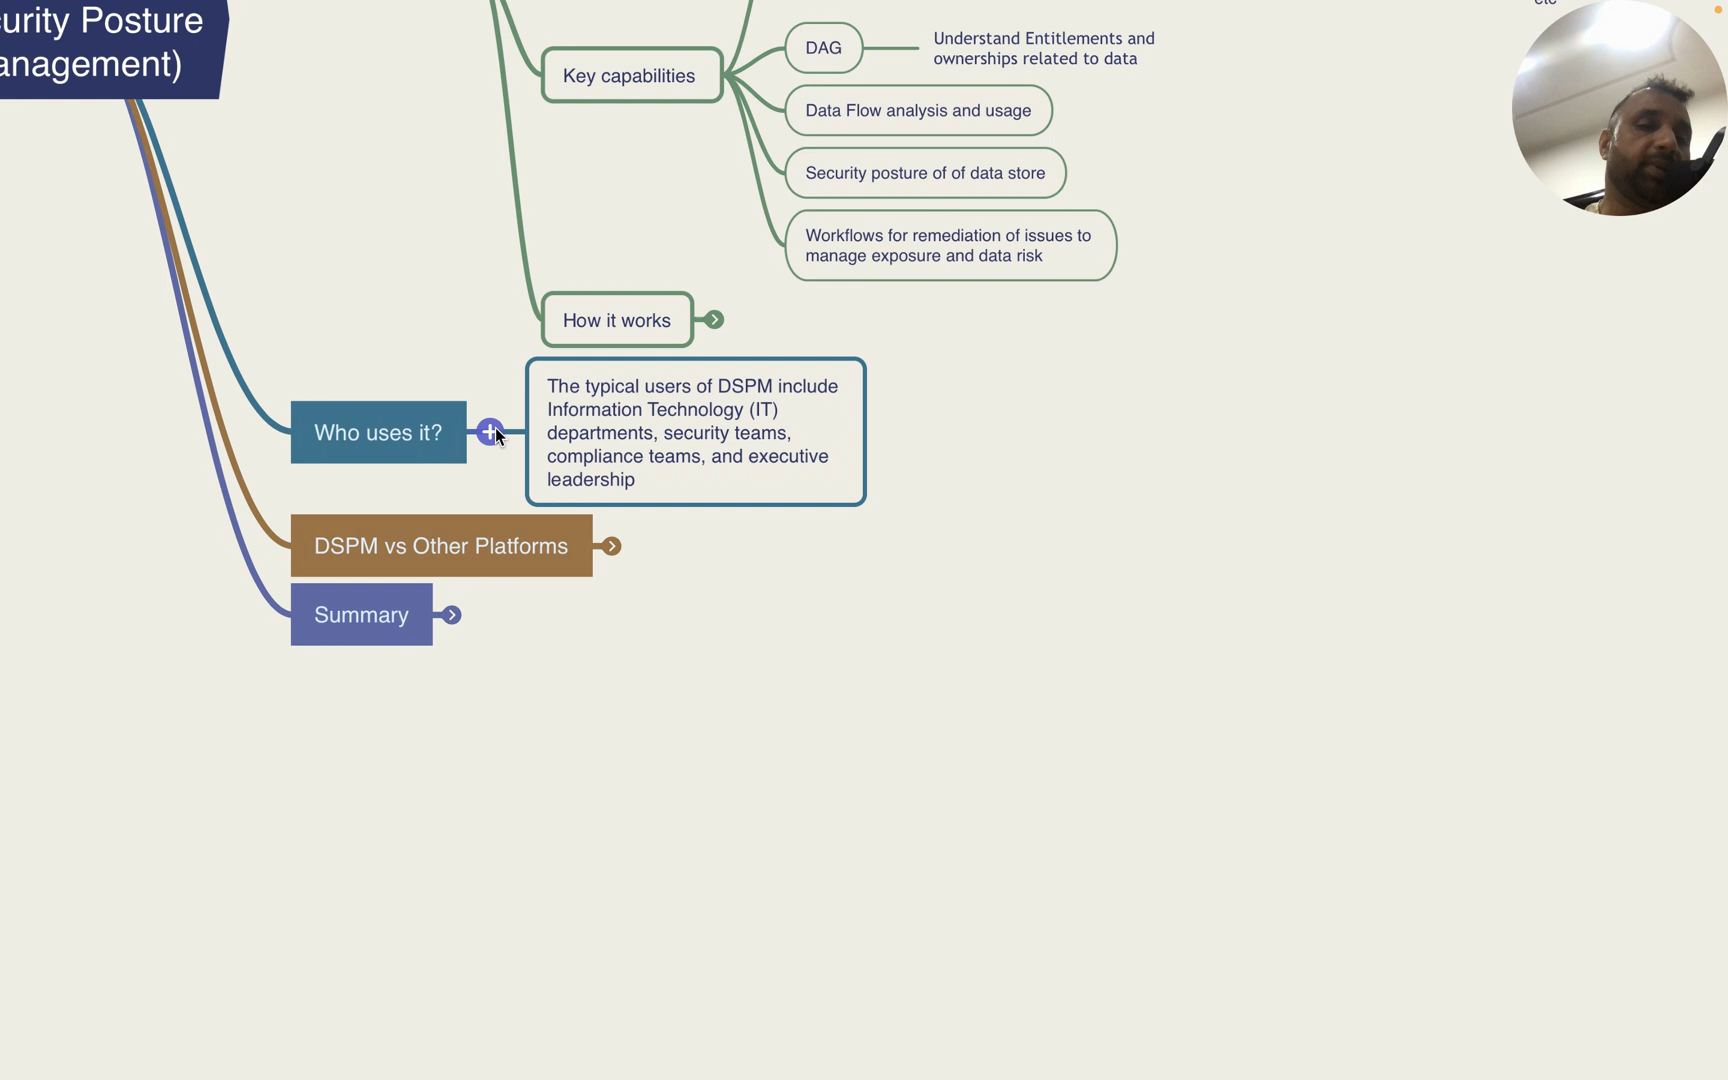 curity Posture
anagement)
etc
Key capabilities
DAG
Understand Entitlements and
ownerships related to data
Data Flow analysis and usage
Security posture of of data store
Workflows for remediation of issues to
manage exposure and data risk
How it works
Who uses it?
The typical users of DSPM include
Information Technology (IT)
departments, security teams,
compliance teams, and executive
leadership
DSPM vs Other Platforms
Summary